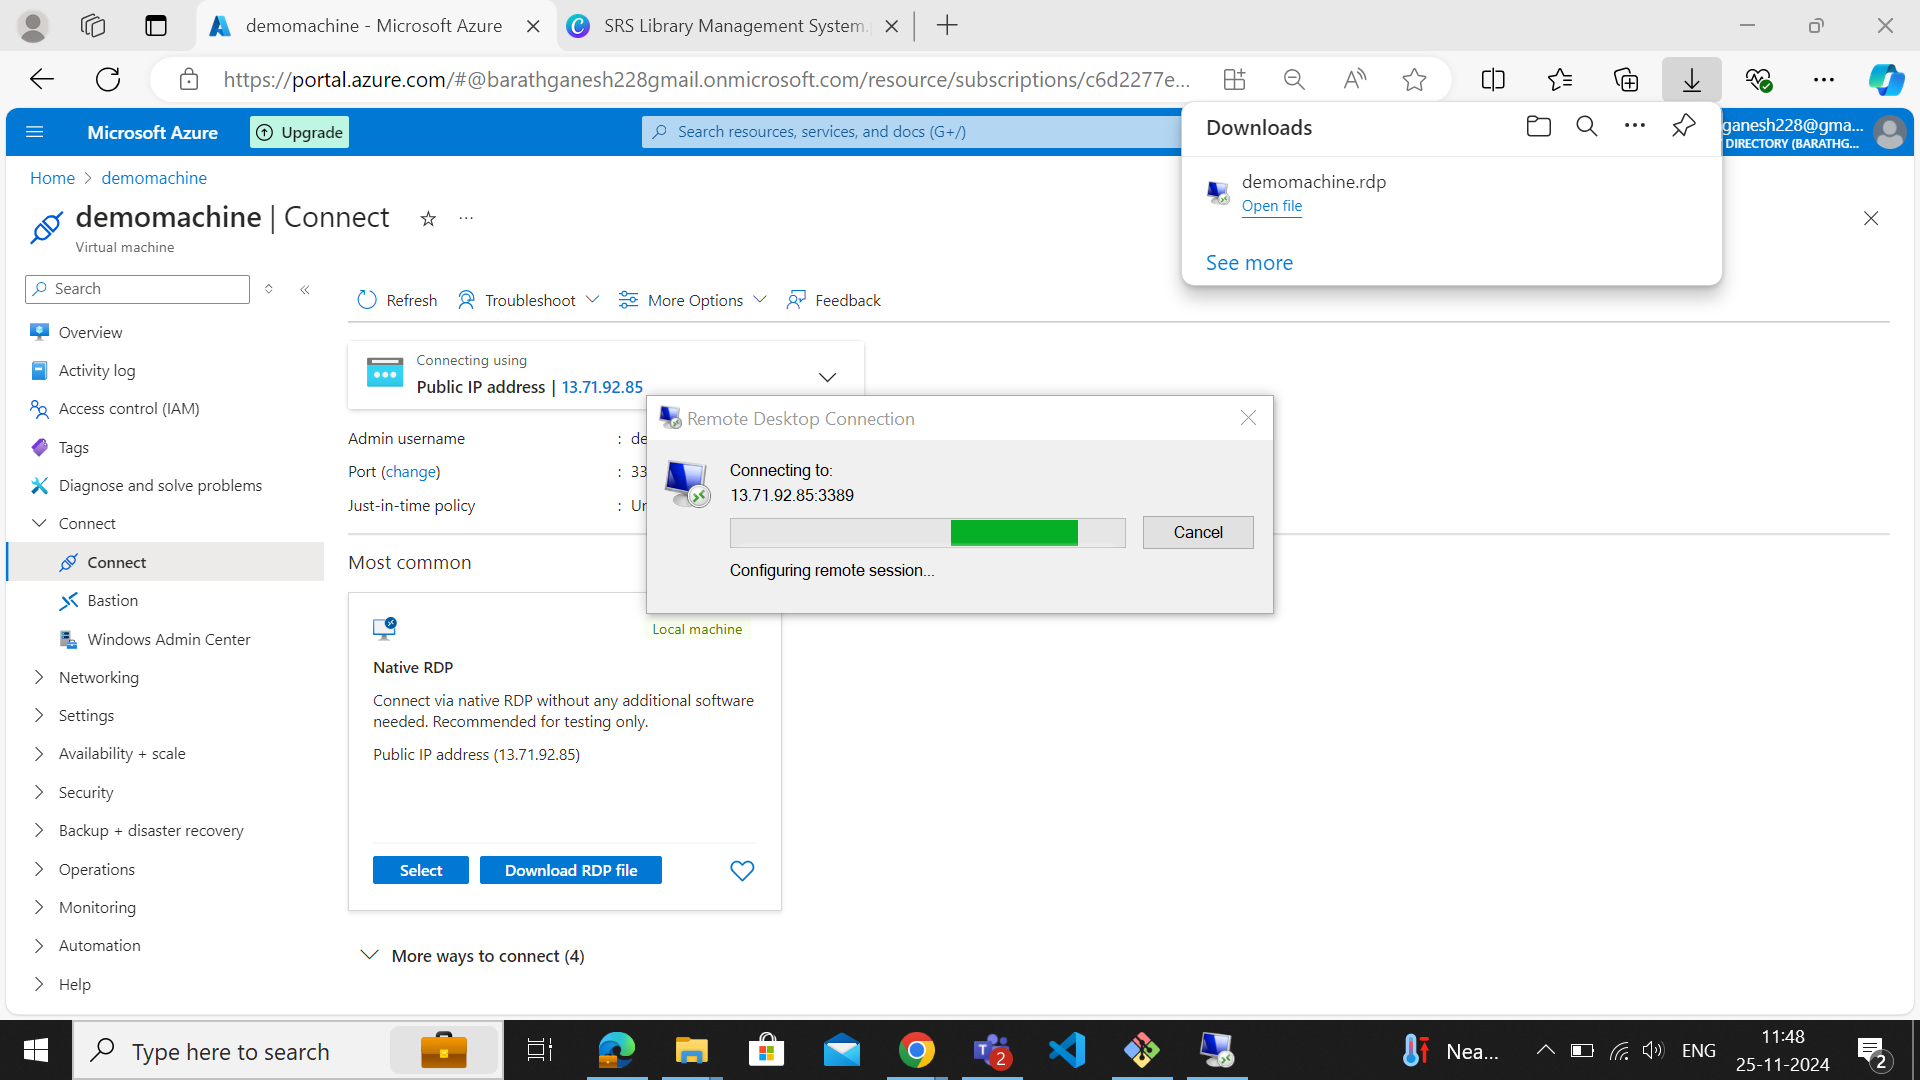 demomachine - Microsoft Azure
SRS Library Management System.
https://portal.azure.com/#@barathganesh228gmail.onmicrosoft.com/resource/subscriptions/c6d2277e...
Microsoft Azure
Upgrade
Search resources, services, and docs (G+/)
ganesh228@gma...
DIRECTORY (BARATHG...
Downloads
demomachine.rdp
Open file
See more
Home > demomachine
demomachine | Connect
Virtual machine
Search
Refresh
Troubleshoot
More Options
Feedback
Overview
Activity log
Access control (IAM)
Tags
Diagnose and solve problems
Connect
Connect
Bastion
Windows Admin Center
Networking
Settings
Availability + scale
Security
Backup + disaster recovery
Operations
Monitoring
Automation
Help
Connecting using
Public IP address | 13.71.92.85
Admin username : de
Port (change) : 33
Just-in-time policy : Un
Most common
Local machine
Native RDP
Connect via native RDP without any additional software
needed. Recommended for testing only.
Public IP address (13.71.92.85)
Select
Download RDP file
More ways to connect (4)
Remote Desktop Connection
Connecting to:
13.71.92.85:3389
Cancel
Configuring remote session...
Type here to search
2
Nea...
ENG
11:48
25-11-2024
2